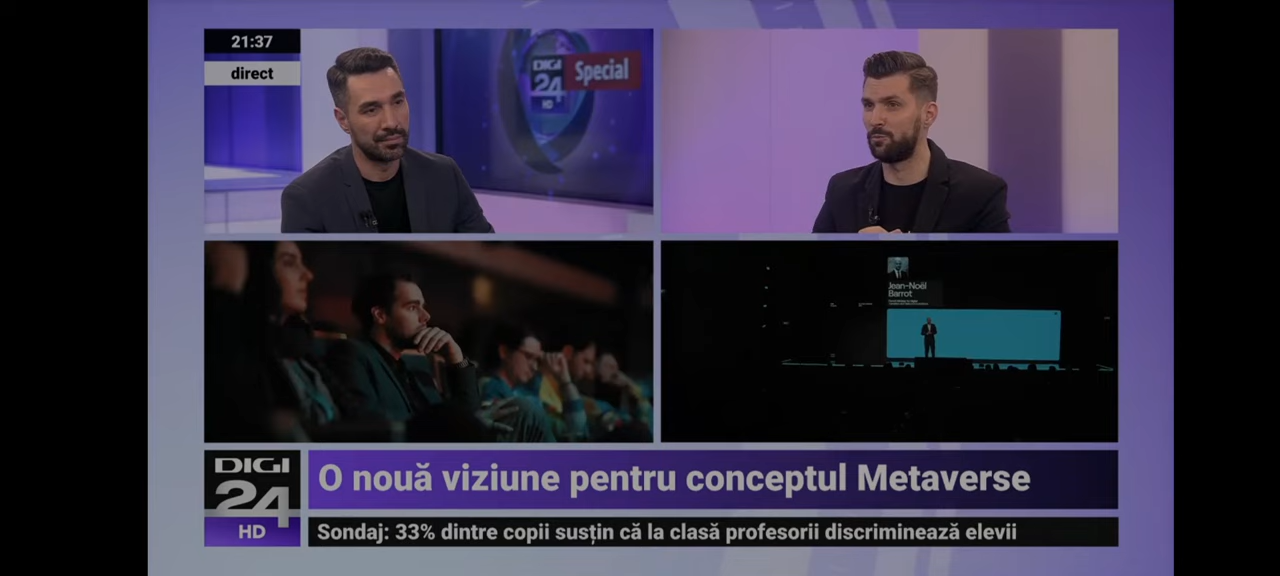 21:37
direct
DIGI
24
HD
Special
Jean-Noël
Barrot
DIGI
24
HD
O nouă viziune pentru conceptul Metaverse
Sondaj: 33% dintre copii susțin că la clasă profesorii discriminează elevii